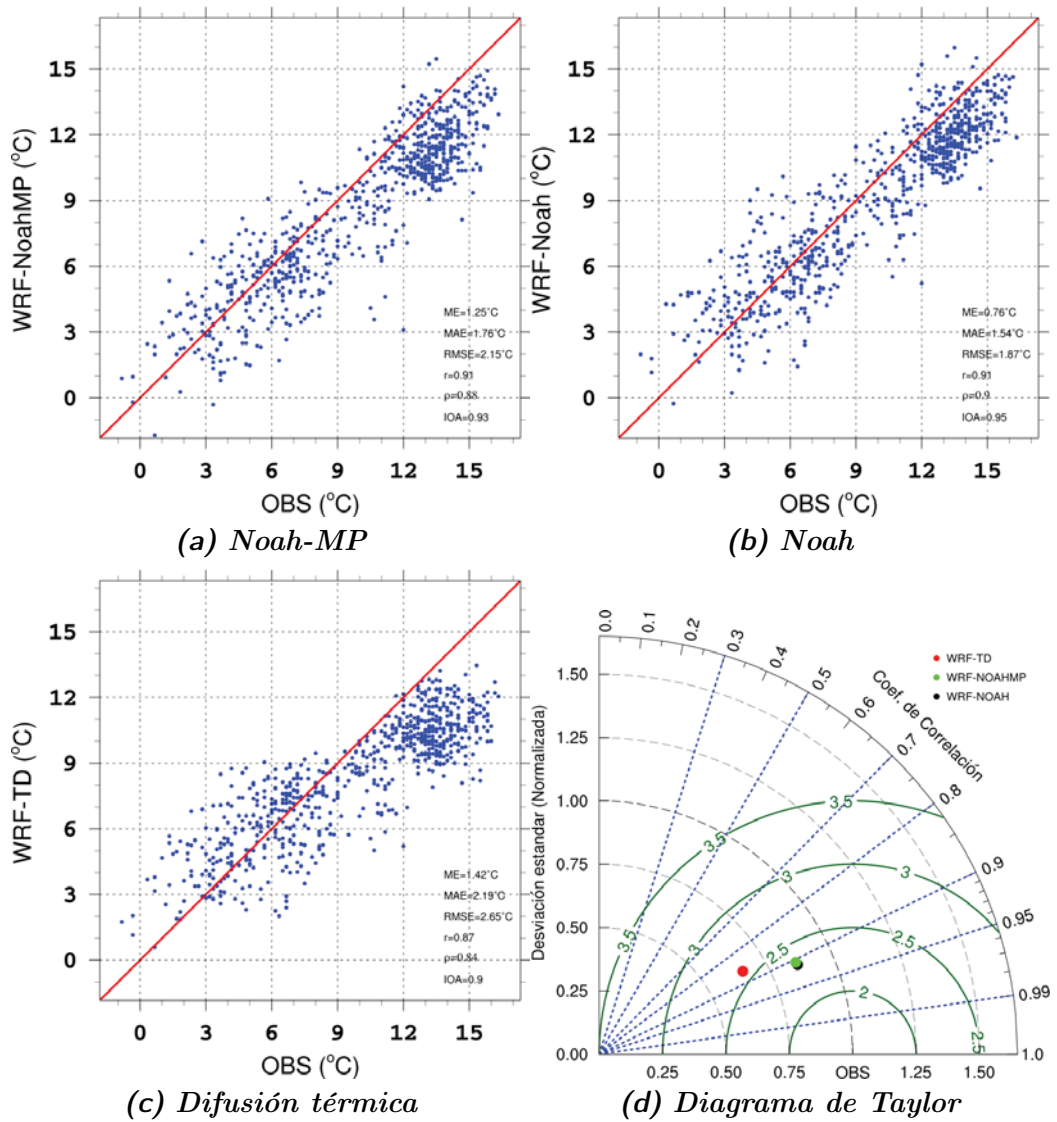 WRF-NoahMP (°C)
15
12
9
6
3
0
ME=1.25°C
MAE=1.76°C
RMSE=2.15°C
r=0.91
ρ=0.88
IOA=0.93
0 3 6 9 12 15
OBS (°C)
(a) Noah-MP
WRF-Noah (°C)
15
12
9
6
3
0
ME=0.76°C
MAE=1.54°C
RMSE=1.87°C
r=0.91
ρ=0.9
IOA=0.95
0 3 6 9 12 15
OBS (°C)
(b) Noah
WRF-TD (°C)
15
12
9
6
3
0
ME=1.42°C
MAE=2.19°C
RMSE=2.65°C
r=0.87
ρ=0.84
IOA=0.9
0 3 6 9 12 15
OBS (°C)
(c) Difusión térmica
Desviación estandar (Normalizada)
1.50
1.25
1.00
0.75
0.50
0.25
0.00
0.0
0.1
0.2
0.3
0.4
0.5
0.6
0.7
0.8
0.9
0.95
0.99
1.0
Coef. de Correlación
WRF-TD
WRF-NOAHMP
WRF-NOAH
3.5
3.5
3.5
3
3
3
2.5
2.5
2.5
2
0.25 0.50 0.75 OBS 1.25 1.50
(d) Diagrama de Taylor